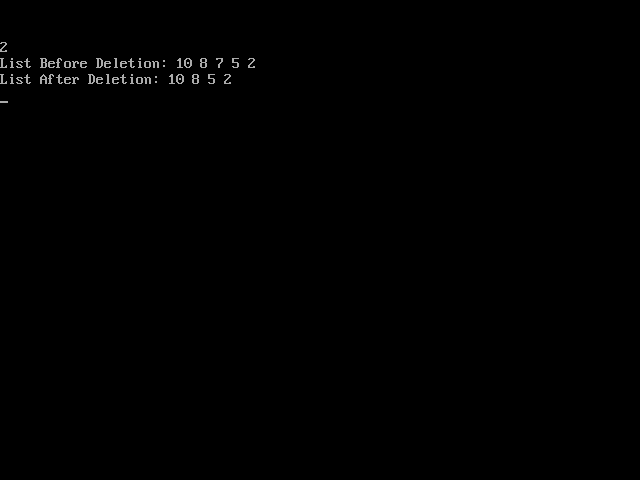 2
List Before Deletion: 10 8 7 5 2
List After Deletion: 10 8 5 2